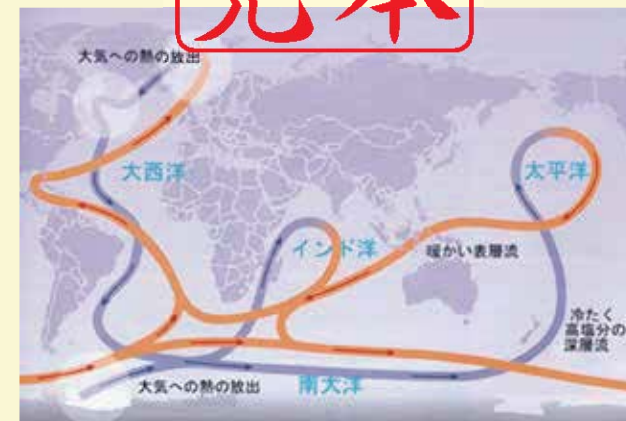 見本
大気への熱の放出
大西洋
太平洋
インド洋
暖かい表層流
冷たく
高塩分の
深層流
大気への熱の放出
南大洋